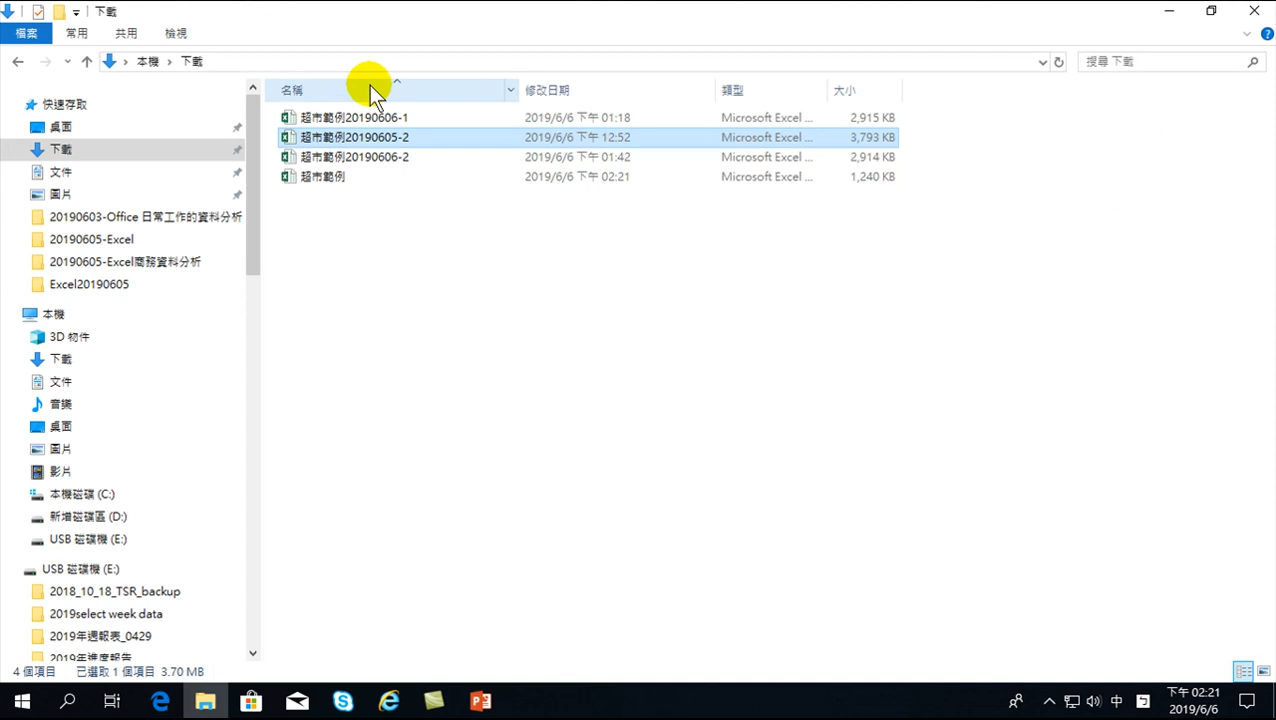 下載
檔案 常用 共用 檢視
本機 下載 搜尋 下載
名稱 修改日期 類型 大小
超市範例20190606-1 2019/6/6 下午 01:18 Microsoft Excel ... 2,915 KB
超市範例20190605-2 2019/6/6 下午 12:52 Microsoft Excel ... 3,793 KB
超市範例20190606-2 2019/6/6 下午 01:42 Microsoft Excel ... 2,914 KB
超市範例 2019/6/6 下午 02:21 Microsoft Excel ... 1,240 KB
快速存取
桌面
下載
文件
圖片
20190603-Office 日常工作的資料分析
20190605-Excel
20190605-Excel商務資料分析
Excel20190605
本機
3D 物件
下載
文件
音樂
桌面
圖片
影片
本機磁碟 (C:)
新增磁碟區 (D:)
USB 磁碟機 (E:)
USB 磁碟機 (E:)
2018_10_18_TSR_backup
2019select week data
2019年週報表_0429
2019年進度報告
4 個項目 已選取 1 個項目 3.70 MB
中 下午 02:21
2019/6/6